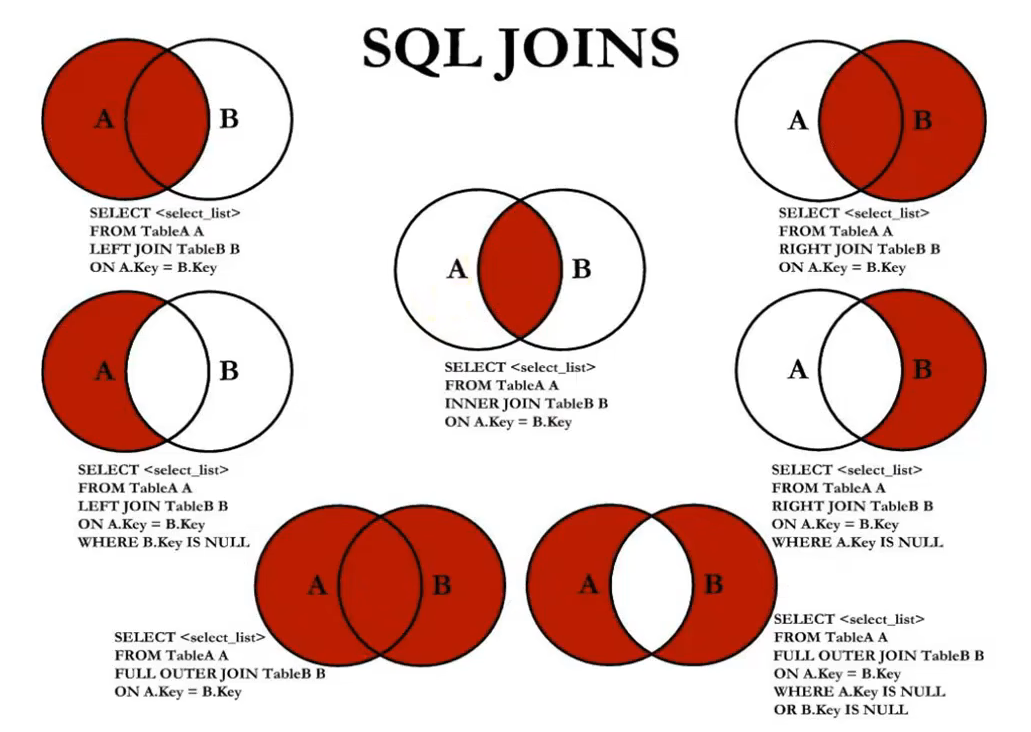 SQL JOINS
A
B
SELECT <select_list>
FROM TableA A
LEFT JOIN TableB B
ON A.Key = B.Key
A
B
SELECT <select_list>
FROM TableA A
RIGHT JOIN TableB B
ON A.Key = B.Key
A
B
SELECT <select_list>
FROM TableA A
INNER JOIN TableB B
ON A.Key = B.Key
A
B
SELECT <select_list>
FROM TableA A
LEFT JOIN TableB B
ON A.Key = B.Key
WHERE B.Key IS NULL
A
B
SELECT <select_list>
FROM TableA A
RIGHT JOIN TableB B
ON A.Key = B.Key
WHERE A.Key IS NULL
A
B
SELECT <select_list>
FROM TableA A
FULL OUTER JOIN TableB B
ON A.Key = B.Key
A
B
SELECT <select_list>
FROM TableA A
FULL OUTER JOIN TableB B
ON A.Key = B.Key
WHERE A.Key IS NULL
OR B.Key IS NULL